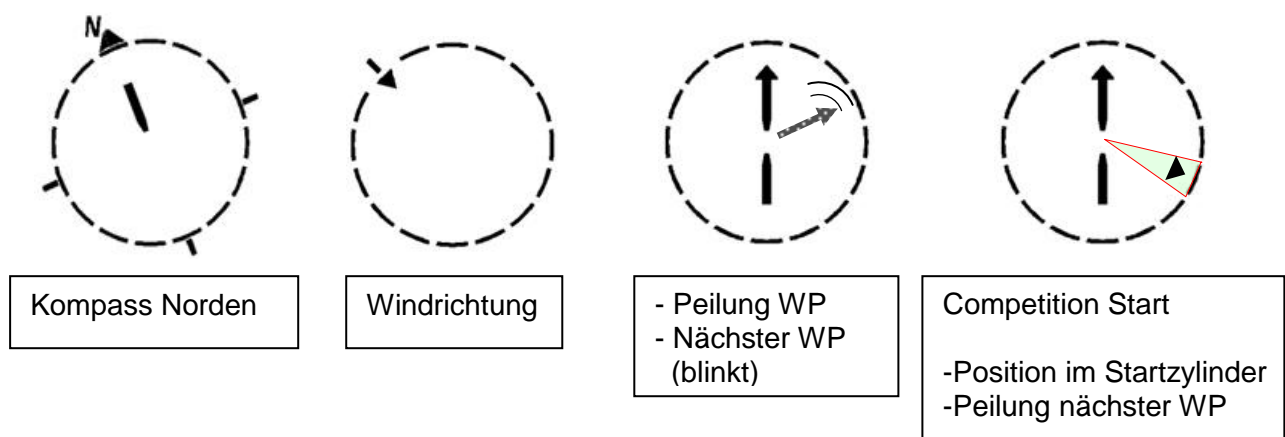 N
Kompass Norden
Windrichtung
- Peilung WP
- Nächster WP
(blinkt)
Competition Start
-Position im Startzylinder
-Peilung nächster WP